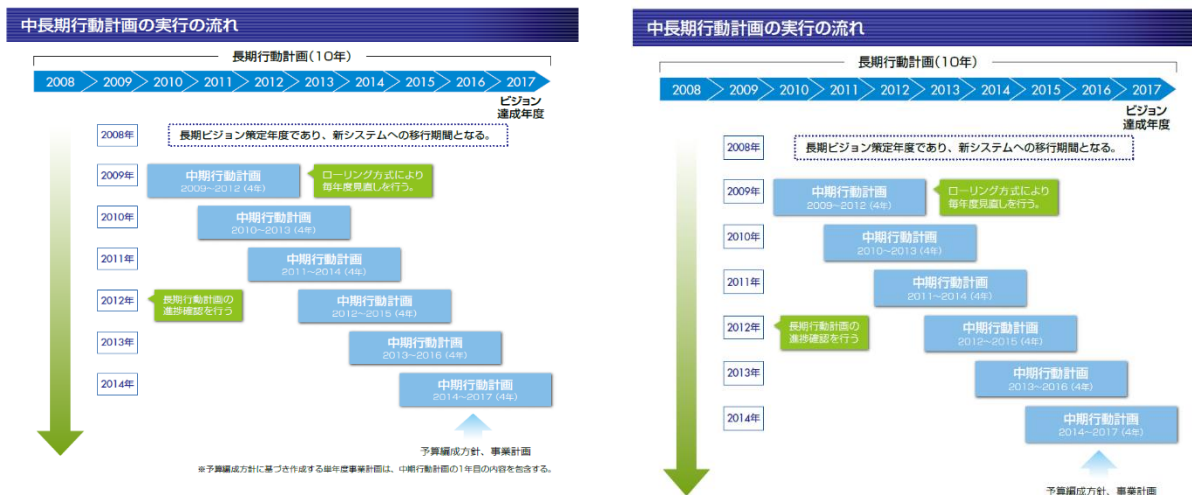 中長期行動計画の実行の流れ
長期行動計画(10年)
2008 2009 2010 2011 2012 2013 2014 2015 2016 2017
ビジョン
達成年度
2008年
長期ビジョン策定年度であり、新システムへの移行期間となる。
2009年
中期行動計画
2009〜2012 (4年)
ローリング方式により
毎年度見直しを行う。
2010年
中期行動計画
2010〜2013 (4年)
2011年
中期行動計画
2011〜2014 (4年)
2012年
長期行動計画の
進捗確認を行う
中期行動計画
2012〜2015 (4年)
2013年
中期行動計画
2013〜2016 (4年)
2014年
中期行動計画
2014〜2017 (4年)
予算編成方針、事業計画
※予算編成方針に基づき作成する単年度事業計画は、中期行動計画の1年目の内容を包含する。
中長期行動計画の実行の流れ
長期行動計画(10年)
2008 2009 2010 2011 2012 2013 2014 2015 2016 2017
ビジョン
達成年度
2008年
長期ビジョン策定年度であり、新システムへの移行期間となる。
2009年
中期行動計画
2009〜2012 (4年)
ローリング方式により
毎年度見直しを行う。
2010年
中期行動計画
2010〜2013 (4年)
2011年
中期行動計画
2011〜2014 (4年)
2012年
長期行動計画の
進捗確認を行う
中期行動計画
2012〜2015 (4年)
2013年
中期行動計画
2013〜2016 (4年)
2014年
中期行動計画
2014〜2017 (4年)
予算編成方針、事業計画